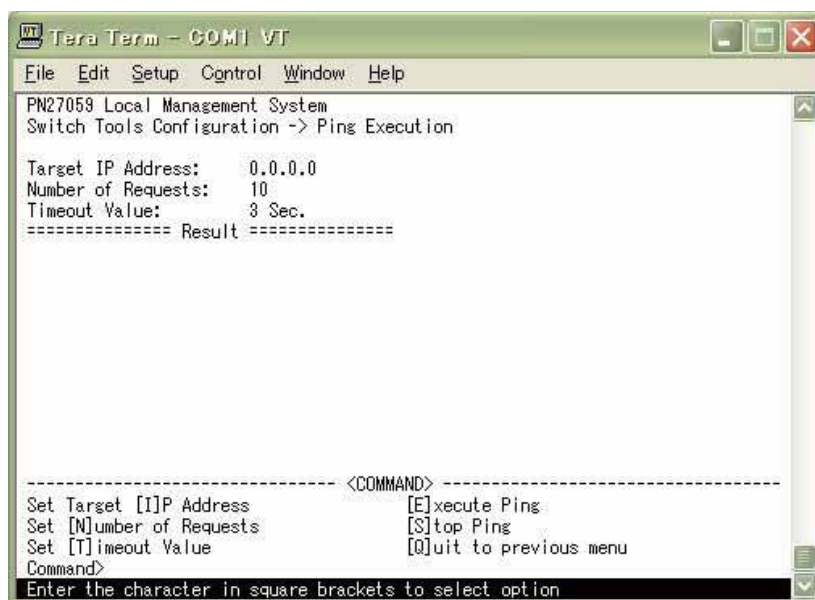 Tera Term - COM1 VT
File Edit Setup Control Window Help
PN27059 Local Management System
Switch Tools Configuration -> Ping Execution
Target IP Address: 0.0.0.0
Number of Requests: 10
Timeout Value: 3 Sec.
=============== Result ===============
-------------------------------- <COMMAND> -----------------------------------
Set Target [I]P Address [E]xecute Ping
Set [N]umber of Requests [S]top Ping
Set [T]imeout Value [Q]uit to previous menu
Command>
Enter the character in square brackets to select option